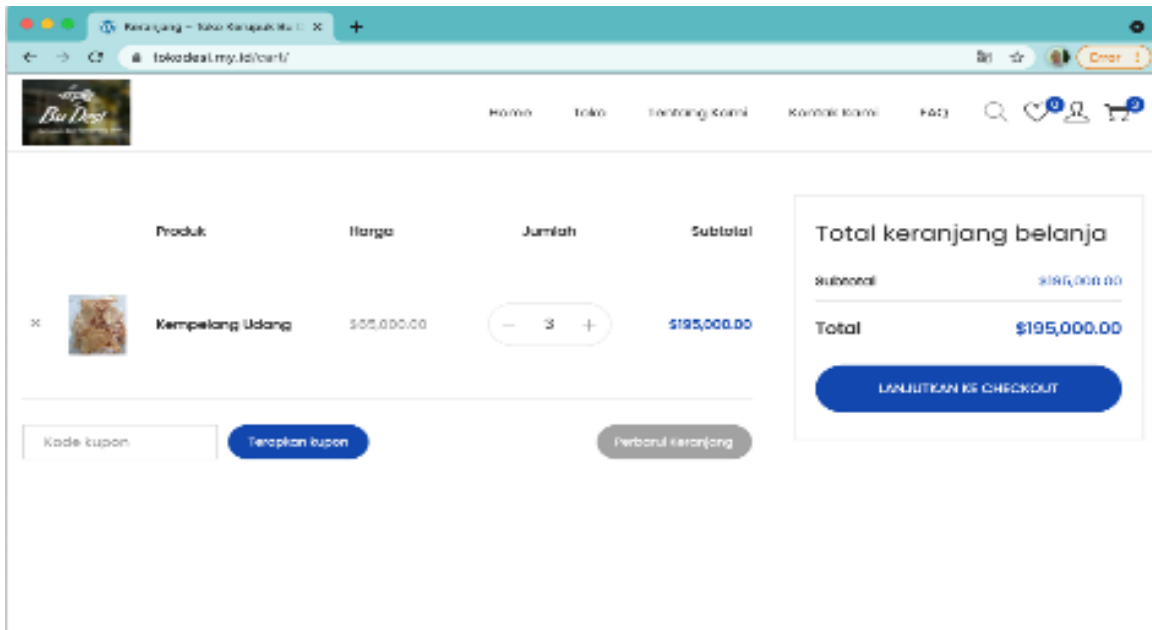 Keranjang – Toko Kerupuk Bu
tokodesi.my.id/cart/
Error
Bu Desi
Home Toko Tentang Kami Kontak Kami FAQ 0 3
Produk Harga Jumlah Subtotal
Kempelang Udang $65,000.00 3 $195,000.00
Kode kupon Terapkan kupon Perbarui keranjang
Total keranjang belanja
Subtotal $195,000.00
Total $195,000.00
LANJUTKAN KE CHECKOUT